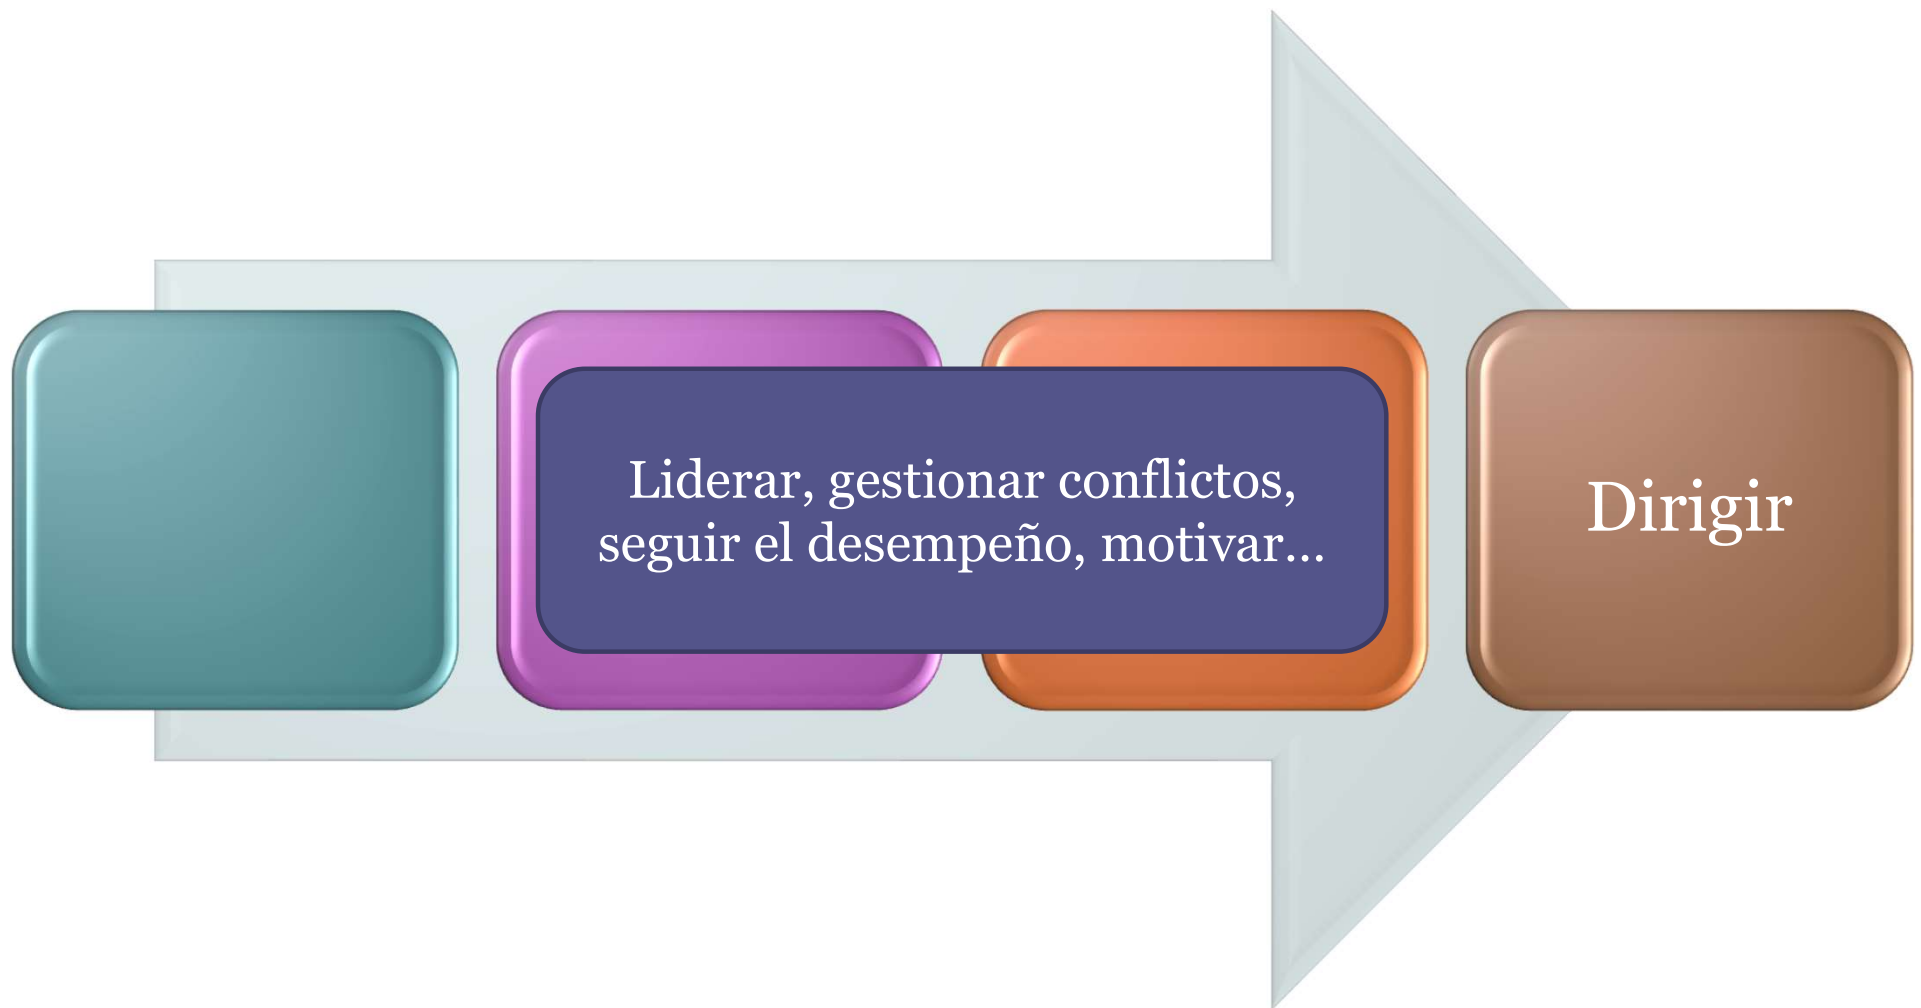 Liderar, gestionar conflictos,
seguir el desempeño, motivar...
Dirigir